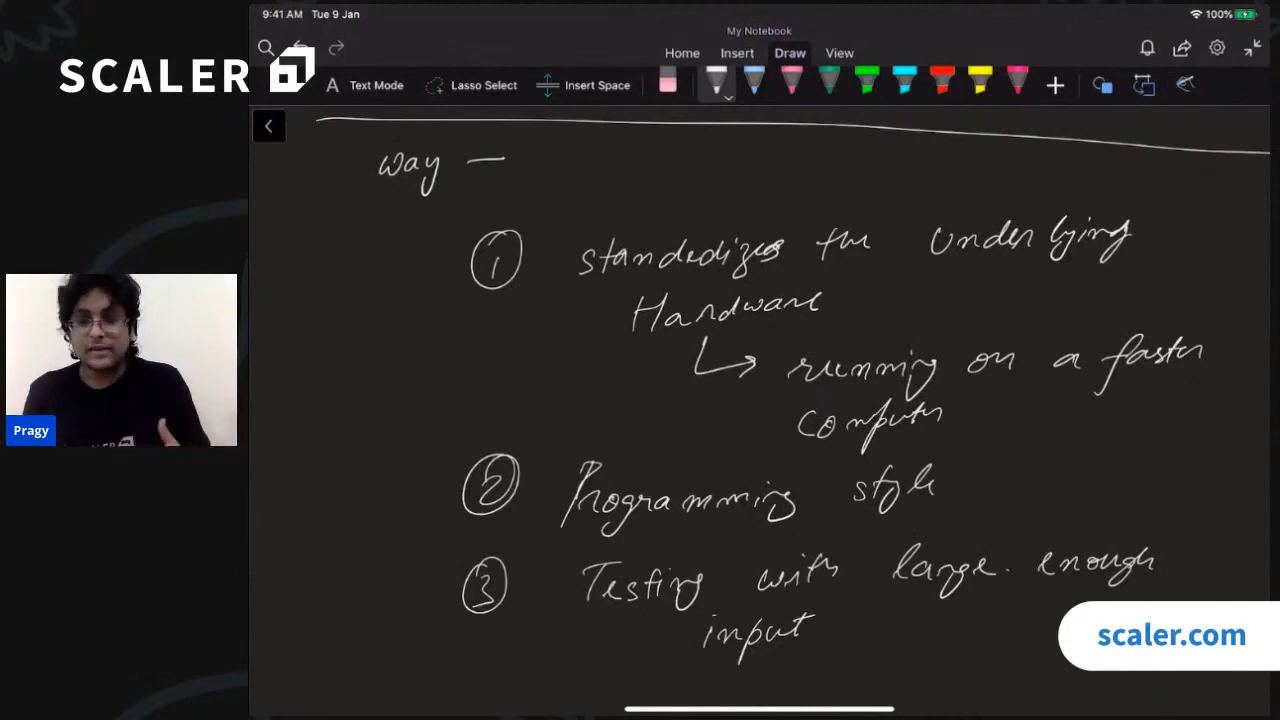 9:41 AM Tue 9 Jan
100%
My Notebook
Home Insert Draw View
SCALER
Text Mode Lasso Select Insert Space
way —
① standedizes the underlying
Hardware
↳ running on a faster
computer
② Programming style
③ Testing with large enough
input
Pragy
scaler.com